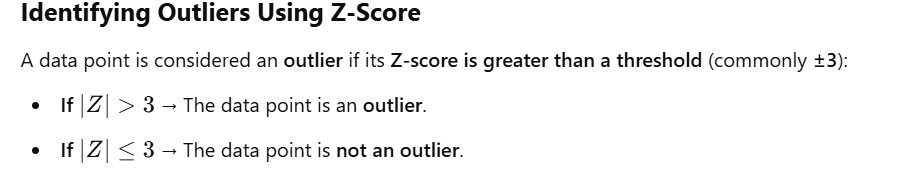 Identifying Outliers Using Z-Score
A data point is considered an outlier if its Z-score is greater than a threshold (commonly ±3):
• If |Z| > 3 → The data point is an outlier.
• If |Z| ≤ 3 → The data point is not an outlier.